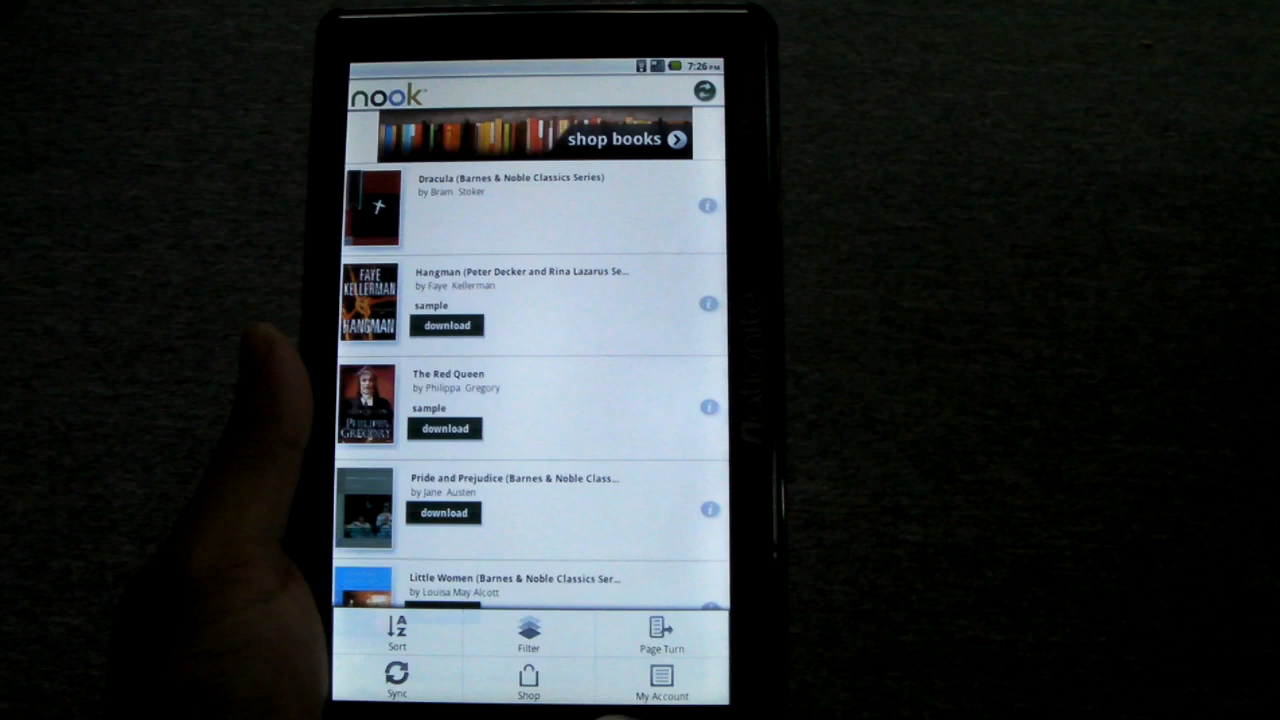 7:26 PM
nook
shop books
Dracula (Barnes & Noble Classics Series)
by Bram Stoker
FAYE
KELLERMAN
HANGMAN
Hangman (Peter Decker and Rina Lazarus Se...
by Faye Kellerman
sample
download
The Red Queen
by Philippa Gregory
sample
download
PHILIPPA
GREGORY
Pride and Prejudice (Barnes & Noble Class...
by Jane Austen
download
Little Women (Barnes & Noble Classics Ser...
by Louisa May Alcott
A
Z
Sort
Filter
Page Turn
Sync
Shop
My Account